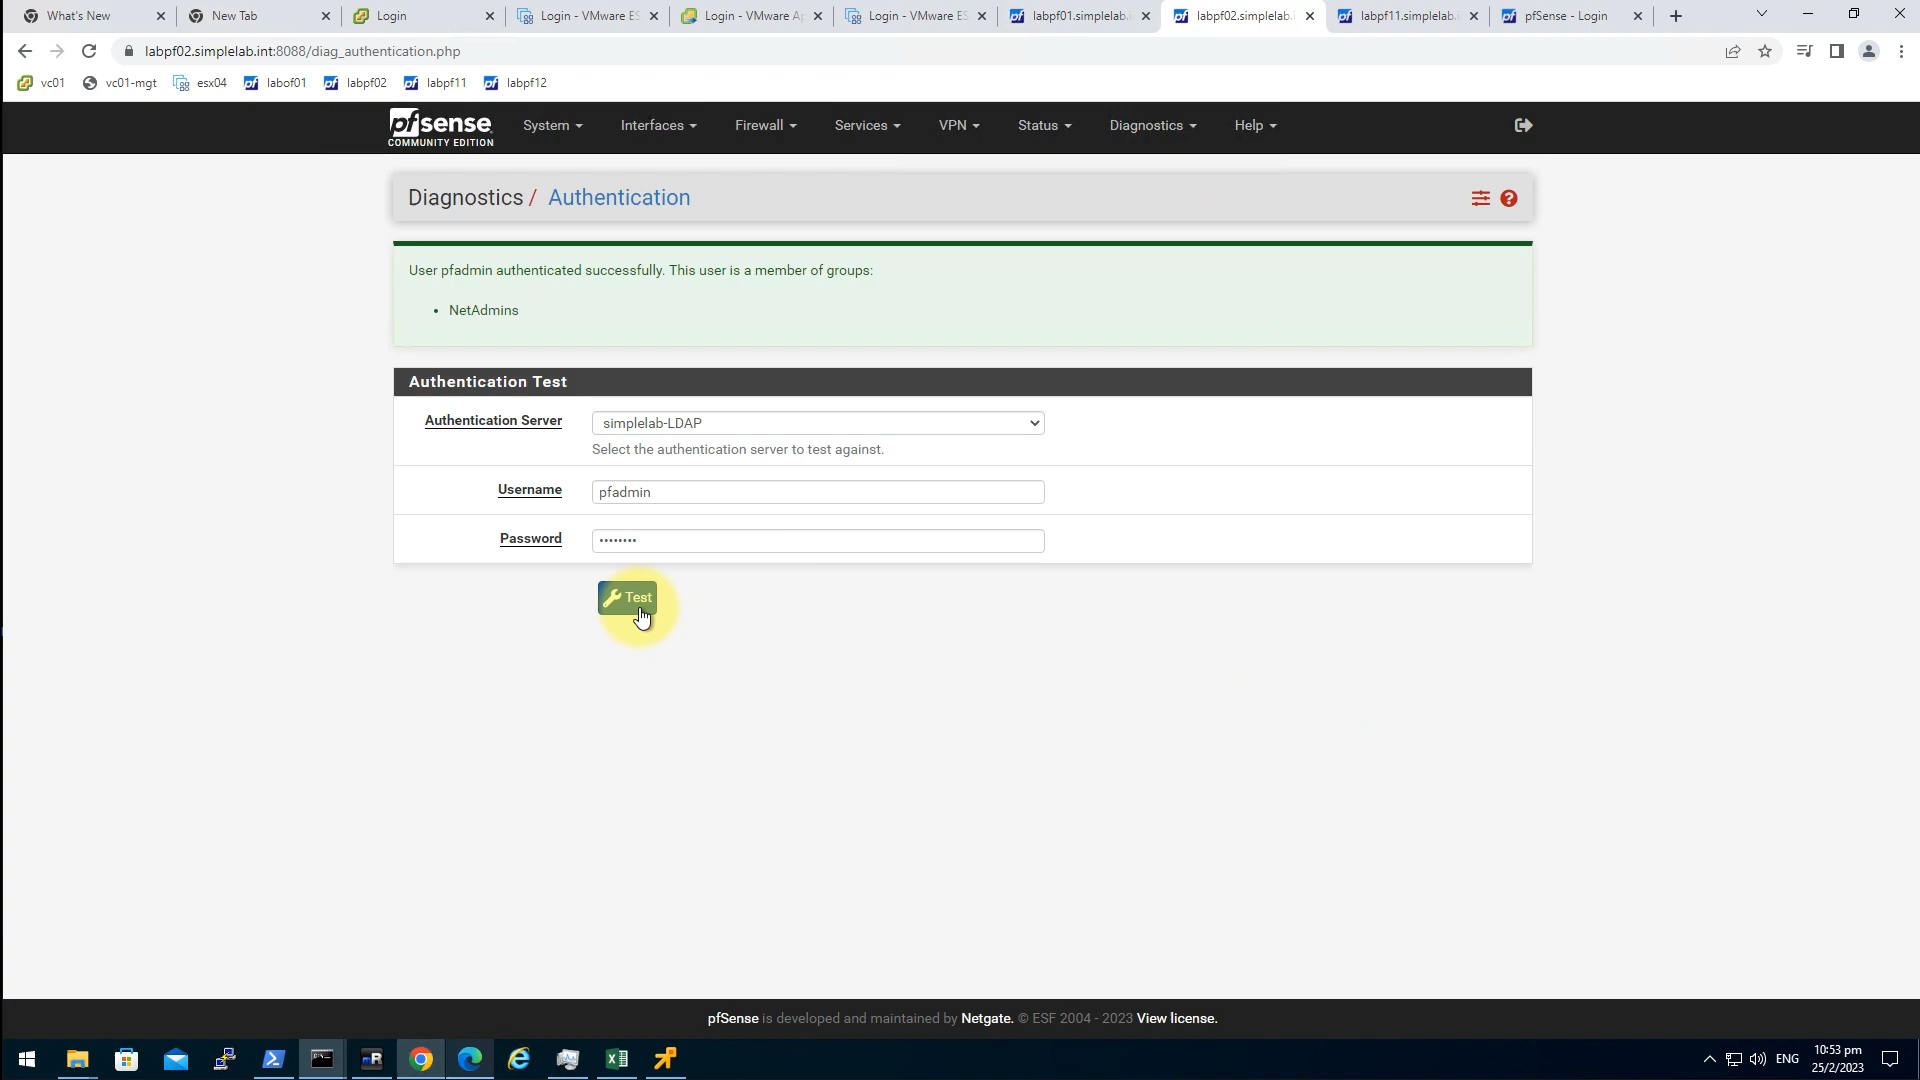 What's New
New Tab
Login
Login - VMware ES
Login - VMware Ap
Login - VMware ES
labpf01.simplelab.
labpf02.simplelab.
labpf11.simplelab.
pfSense - Login
labpf02.simplelab.int:8088/diag_authentication.php
vc01
vc01-mgt
esx04
labof01
labpf02
labpf11
labpf12
pfsense
COMMUNITY EDITION
System
Interfaces
Firewall
Services
VPN
Status
Diagnostics
Help
Diagnostics / Authentication
User pfadmin authenticated successfully. This user is a member of groups:
• NetAdmins
Authentication Test
Authentication Server
simplelab-LDAP
Select the authentication server to test against.
Username
pfadmin
Password
••••••••
Test
pfSense is developed and maintained by Netgate. © ESF 2004 - 2023 View license.
ENG
10:53 pm
25/2/2023